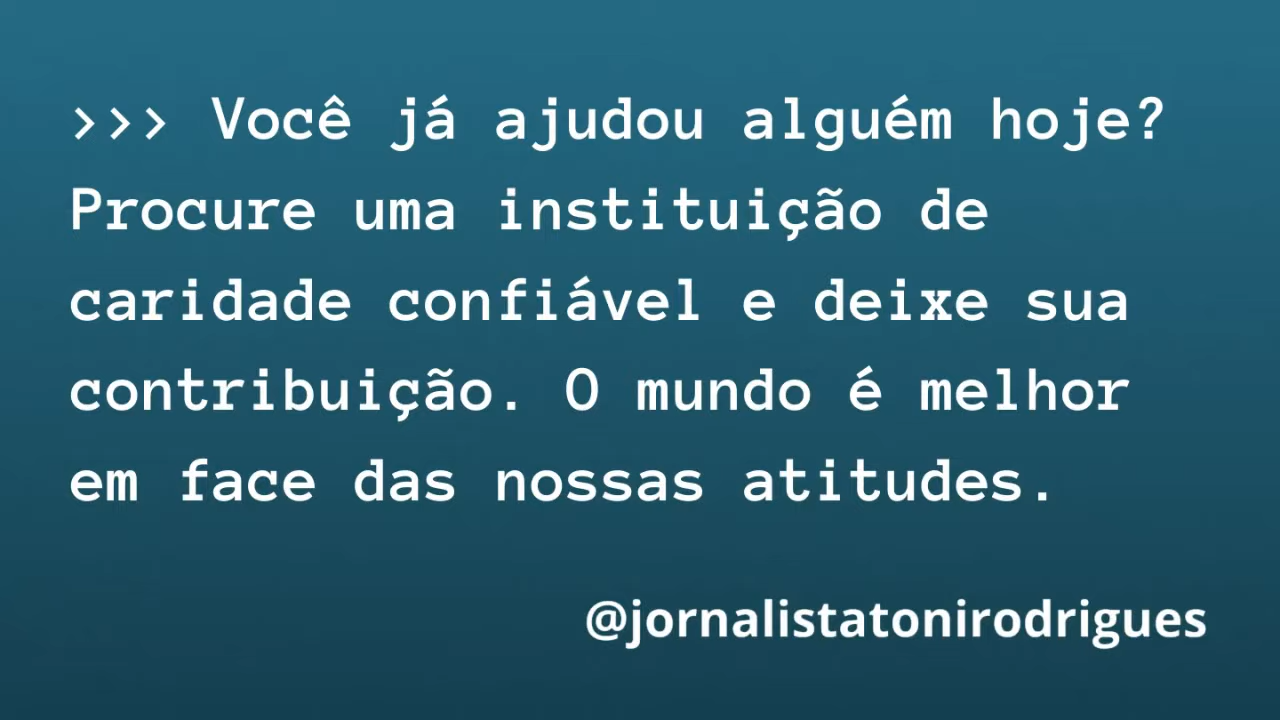 ››› Você já ajudou alguém hoje?
Procure uma instituição de
caridade confiável e deixe sua
contribuição. O mundo é melhor
em face das nossas atitudes.
@jornalistatonirodrigues